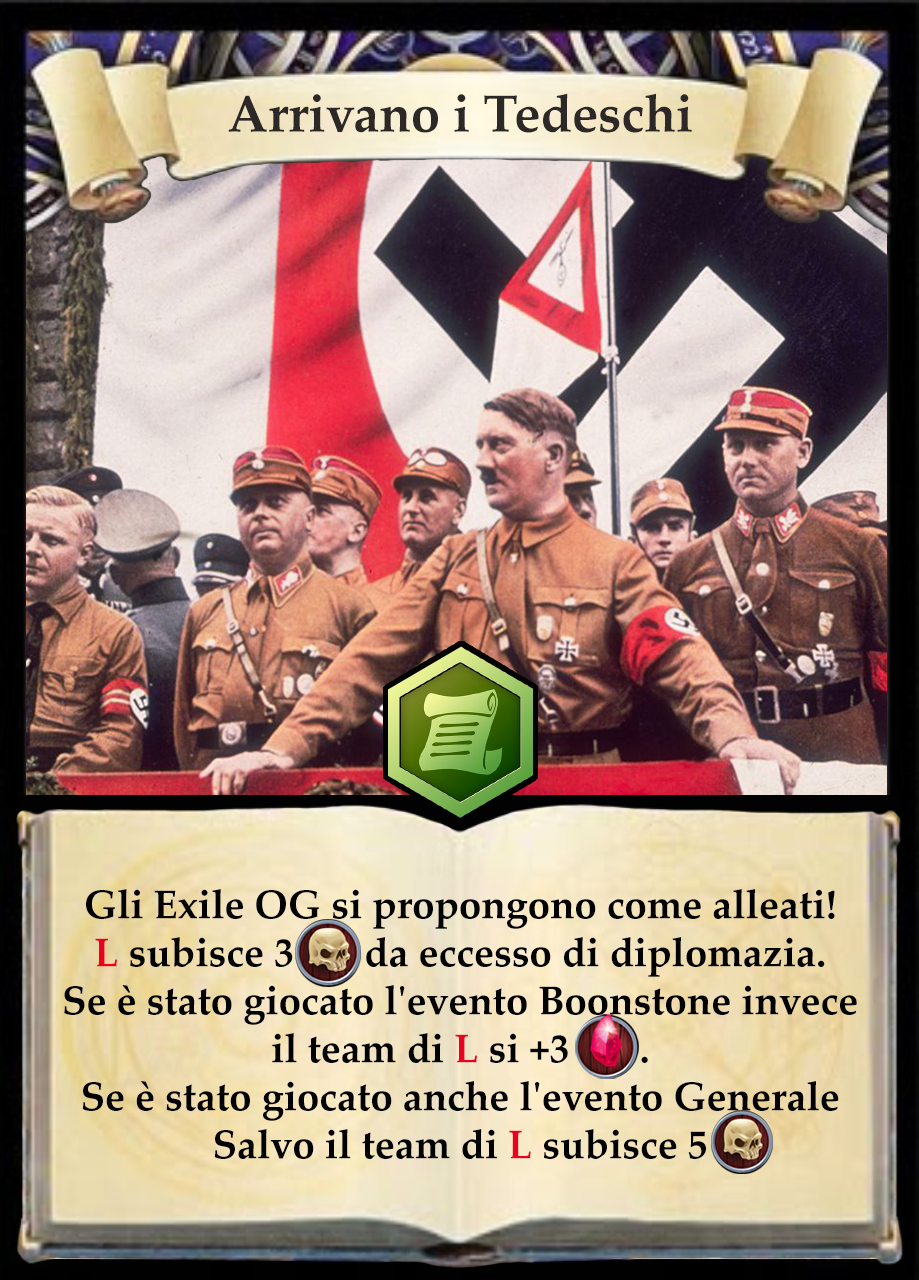 Arrivano i Tedeschi
Gli Exile OG si propongono come alleati!
L subisce 3 da eccesso di diplomazia.
Se è stato giocato l'evento Boonstone invece
il team di L si +3 .
Se è stato giocato anche l'evento Generale
Salvo il team di L subisce 5